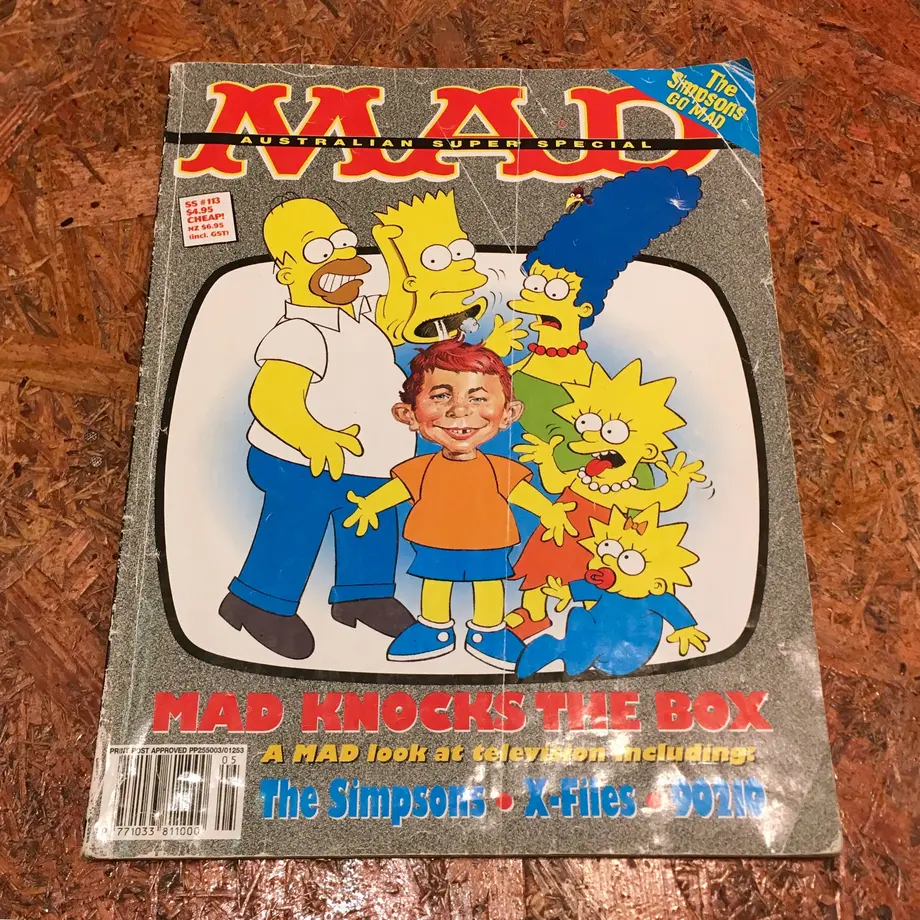 MAD
AUSTRALIAN SUPER SPECIAL
The
Simpsons
GO MAD
SS # 113
$4.95
CHEAP!
NZ $6.95
(incl. GST)
MAD KNOCKS THE BOX
A MAD look at television including:
The Simpsons • X-Files • 90210
PRINT POST APPROVED PP255003/01253
05
9 771033 811000